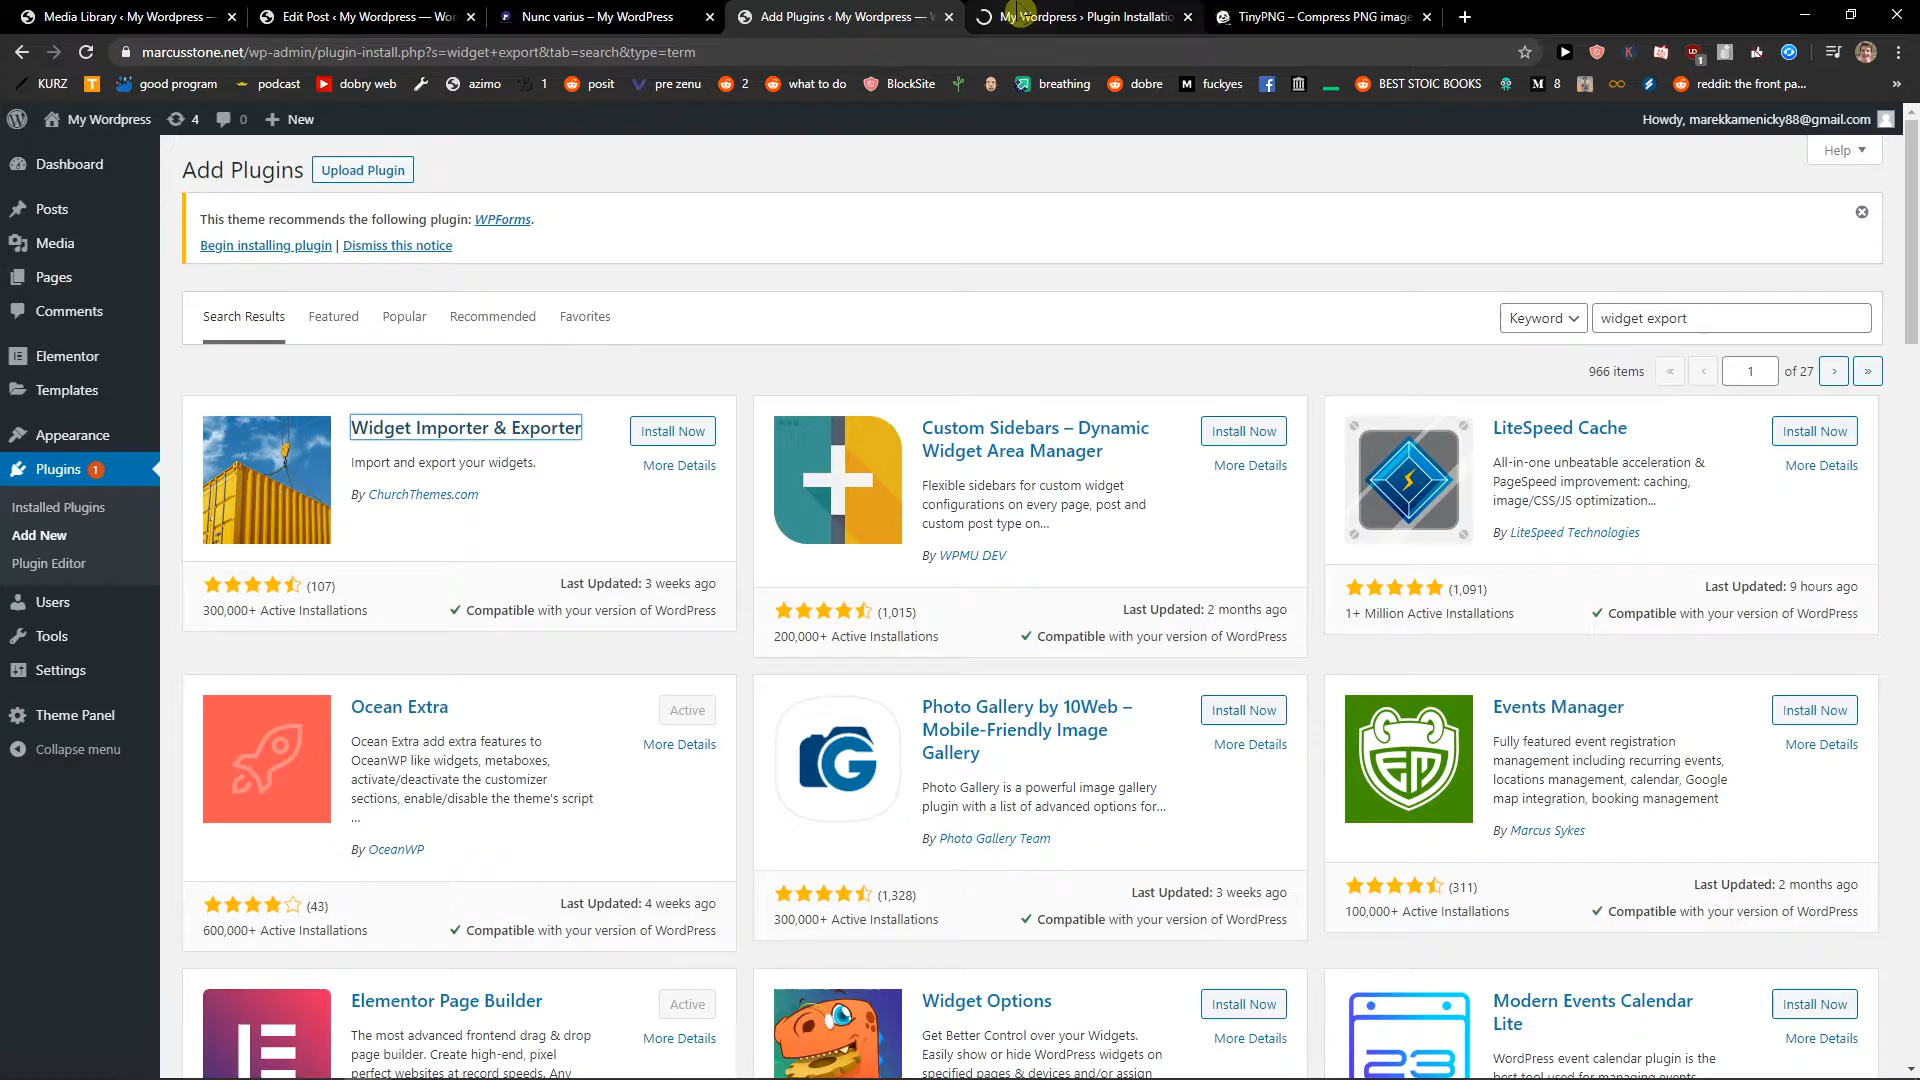 Media Library ‹ My Wordpress —
Edit Post ‹ My Wordpress — Wor
Nunc varius – My WordPress
Add Plugins ‹ My Wordpress — W
My Wordpress › Plugin Installatio
TinyPNG – Compress PNG image
marcusstone.net/wp-admin/plugin-install.php?s=widget+export&tab=search&type=term
KURZ
good program
podcast
dobry web
azimo
1
posit
pre zenu
2
what to do
BlockSite
breathing
dobre
fuckyes
BEST STOIC BOOKS
8
reddit: the front pa...
»
My Wordpress
4
0
New
Howdy, marekkamenicky88@gmail.com
Dashboard
Posts
Media
Pages
Comments
Elementor
Templates
Appearance
Plugins 1
Installed Plugins
Add New
Plugin Editor
Users
Tools
Settings
Theme Panel
Collapse menu
Help
Add Plugins
Upload Plugin
This theme recommends the following plugin: WPForms.
Begin installing plugin | Dismiss this notice
Search Results
Featured
Popular
Recommended
Favorites
Keyword
widget export
966 items
«
‹
1
of 27
›
»
Widget Importer & Exporter
Install Now
More Details
Import and export your widgets.
By ChurchThemes.com
(107)
300,000+ Active Installations
Last Updated: 3 weeks ago
Compatible with your version of WordPress
Custom Sidebars – Dynamic
Widget Area Manager
Install Now
More Details
Flexible sidebars for custom widget
configurations on every page, post and
custom post type on...
By WPMU DEV
(1,015)
200,000+ Active Installations
Last Updated: 2 months ago
Compatible with your version of WordPress
LiteSpeed Cache
Install Now
More Details
All-in-one unbeatable acceleration &
PageSpeed improvement: caching,
image/CSS/JS optimization...
By LiteSpeed Technologies
(1,091)
1+ Million Active Installations
Last Updated: 9 hours ago
Compatible with your version of WordPress
Ocean Extra
Active
More Details
Ocean Extra add extra features to
OceanWP like widgets, metaboxes,
activate/deactivate the customizer
sections, enable/disable the theme's script
...
By OceanWP
(43)
600,000+ Active Installations
Last Updated: 4 weeks ago
Compatible with your version of WordPress
Photo Gallery by 10Web –
Mobile-Friendly Image
Gallery
Install Now
More Details
Photo Gallery is a powerful image gallery
plugin with a list of advanced options for...
By Photo Gallery Team
(1,328)
300,000+ Active Installations
Last Updated: 3 weeks ago
Compatible with your version of WordPress
Events Manager
Install Now
More Details
Fully featured event registration
management including recurring events,
locations management, calendar, Google
map integration, booking management
By Marcus Sykes
(311)
100,000+ Active Installations
Last Updated: 2 months ago
Compatible with your version of WordPress
Elementor Page Builder
Active
More Details
The most advanced frontend drag & drop
page builder. Create high-end, pixel
perfect websites at record speeds. Any
Widget Options
Install Now
More Details
Get Better Control over your Widgets.
Easily show or hide WordPress widgets on
specified pages & devices and/or assign
23
Modern Events Calendar
Lite
Install Now
More Details
WordPress event calendar plugin is the
best tool used for managing events